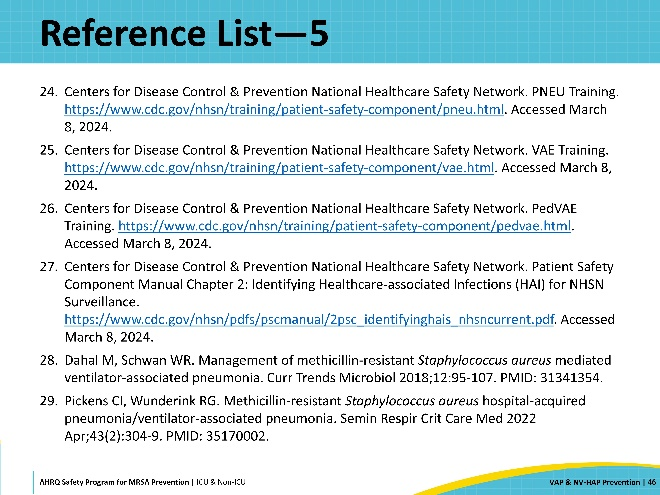 Reference List—5
24. Centers for Disease Control & Prevention National Healthcare Safety Network. PNEU Training.
https://www.cdc.gov/nhsn/training/patient-safety-component/pneu.html. Accessed March
8, 2024.
25. Centers for Disease Control & Prevention National Healthcare Safety Network. VAE Training.
https://www.cdc.gov/nhsn/training/patient-safety-component/vae.html. Accessed March 8,
2024.
26. Centers for Disease Control & Prevention National Healthcare Safety Network. PedVAE
Training. https://www.cdc.gov/nhsn/training/patient-safety-component/pedvae.html.
Accessed March 8, 2024.
27. Centers for Disease Control & Prevention National Healthcare Safety Network. Patient Safety
Component Manual Chapter 2: Identifying Healthcare-associated Infections (HAI) for NHSN
Surveillance.
https://www.cdc.gov/nhsn/pdfs/pscmanual/2psc_identifyinghais_nhsncurrent.pdf. Accessed
March 8, 2024.
28. Dahal M, Schwan WR. Management of methicillin-resistant Staphylococcus aureus mediated
ventilator-associated pneumonia. Curr Trends Microbiol 2018;12:95-107. PMID: 31341354.
29. Pickens CI, Wunderink RG. Methicillin-resistant Staphylococcus aureus hospital-acquired
pneumonia/ventilator-associated pneumonia. Semin Respir Crit Care Med 2022
Apr;43(2):304-9. PMID: 35170002.
AHRQ Safety Program for MRSA Prevention | ICU & Non-ICU
VAP & NV-HAP Prevention | 46